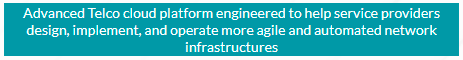 Advanced Telco cloud platform engineered to help service providers
design, implement, and operate more agile and automated network
infrastructures